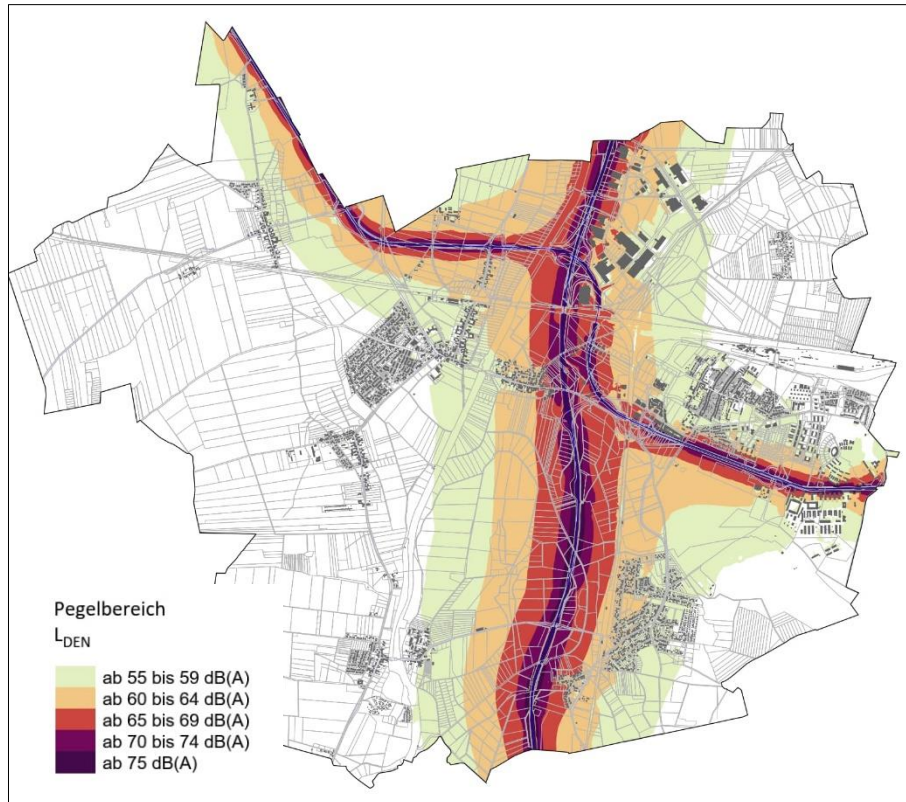 Pegelbereich
L_DEN
ab 55 bis 59 dB(A)
ab 60 bis 64 dB(A)
ab 65 bis 69 dB(A)
ab 70 bis 74 dB(A)
ab 75 dB(A)